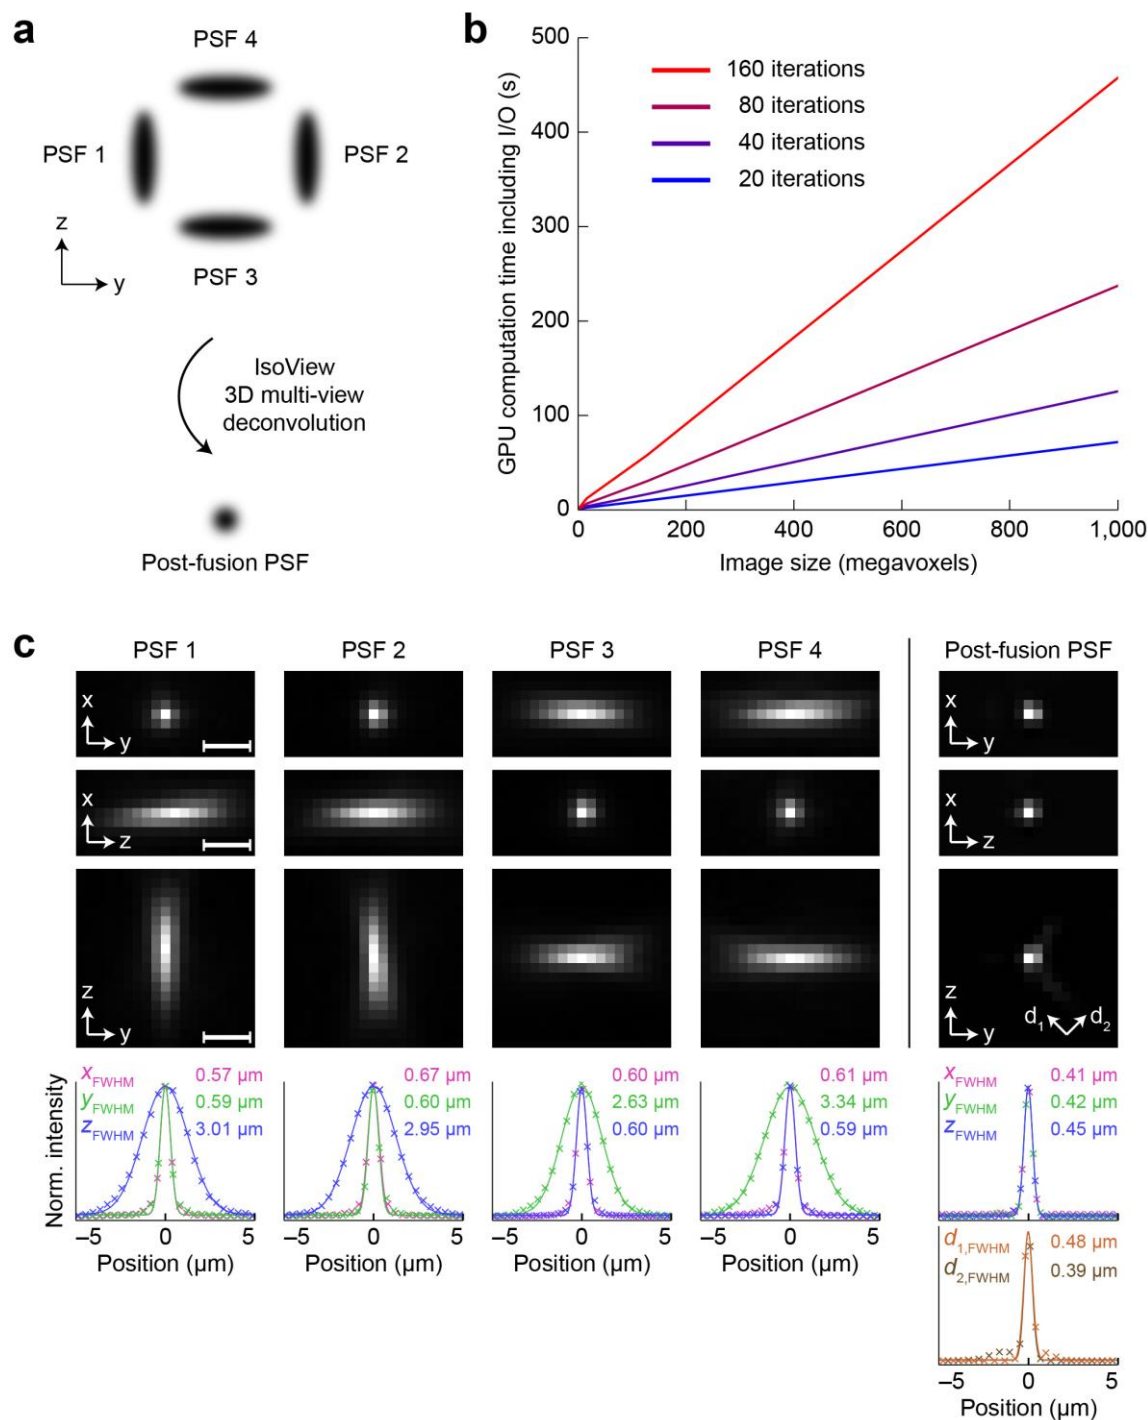 a
PSF 4
PSF 1
PSF 2
PSF 3
z
y
IsoView
3D multi-view
deconvolution
Post-fusion PSF
b
GPU computation time including I/O (s)
500
400
300
200
100
0
160 iterations
80 iterations
40 iterations
20 iterations
0
200
400
600
800
1,000
Image size (megavoxels)
c
PSF 1
PSF 2
PSF 3
PSF 4
Post-fusion PSF
x
y
x
y
x
z
x
z
z
y
z
y
d1
d2
Norm. intensity
xFWHM 0.57 µm
yFWHM 0.59 µm
zFWHM 3.01 µm
0.67 µm
0.60 µm
2.95 µm
0.60 µm
2.63 µm
0.60 µm
0.61 µm
3.34 µm
0.59 µm
xFWHM 0.41 µm
yFWHM 0.42 µm
zFWHM 0.45 µm
–5 0 5
Position (µm)
–5 0 5
Position (µm)
–5 0 5
Position (µm)
–5 0 5
Position (µm)
–5 0 5
d1,FWHM 0.48 µm
d2,FWHM 0.39 µm
–5 0 5
Position (µm)